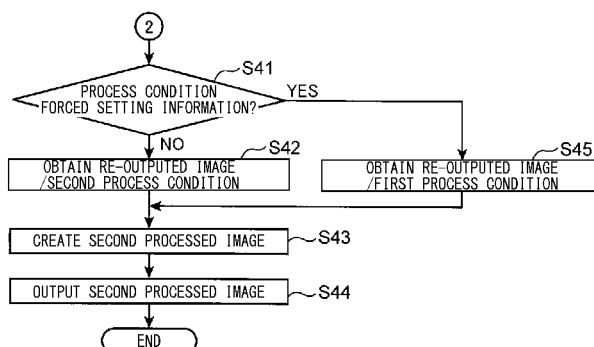 2
S41
PROCESS CONDITION
FORCED SETTING INFORMATION?
YES
NO
S42
OBTAIN RE-OUTPUTED IMAGE
/SECOND PROCESS CONDITION
S45
OBTAIN RE-OUTPUTED IMAGE
/FIRST PROCESS CONDITION
CREATE SECOND PROCESSED IMAGE
S43
OUTPUT SECOND PROCESSED IMAGE
S44
END